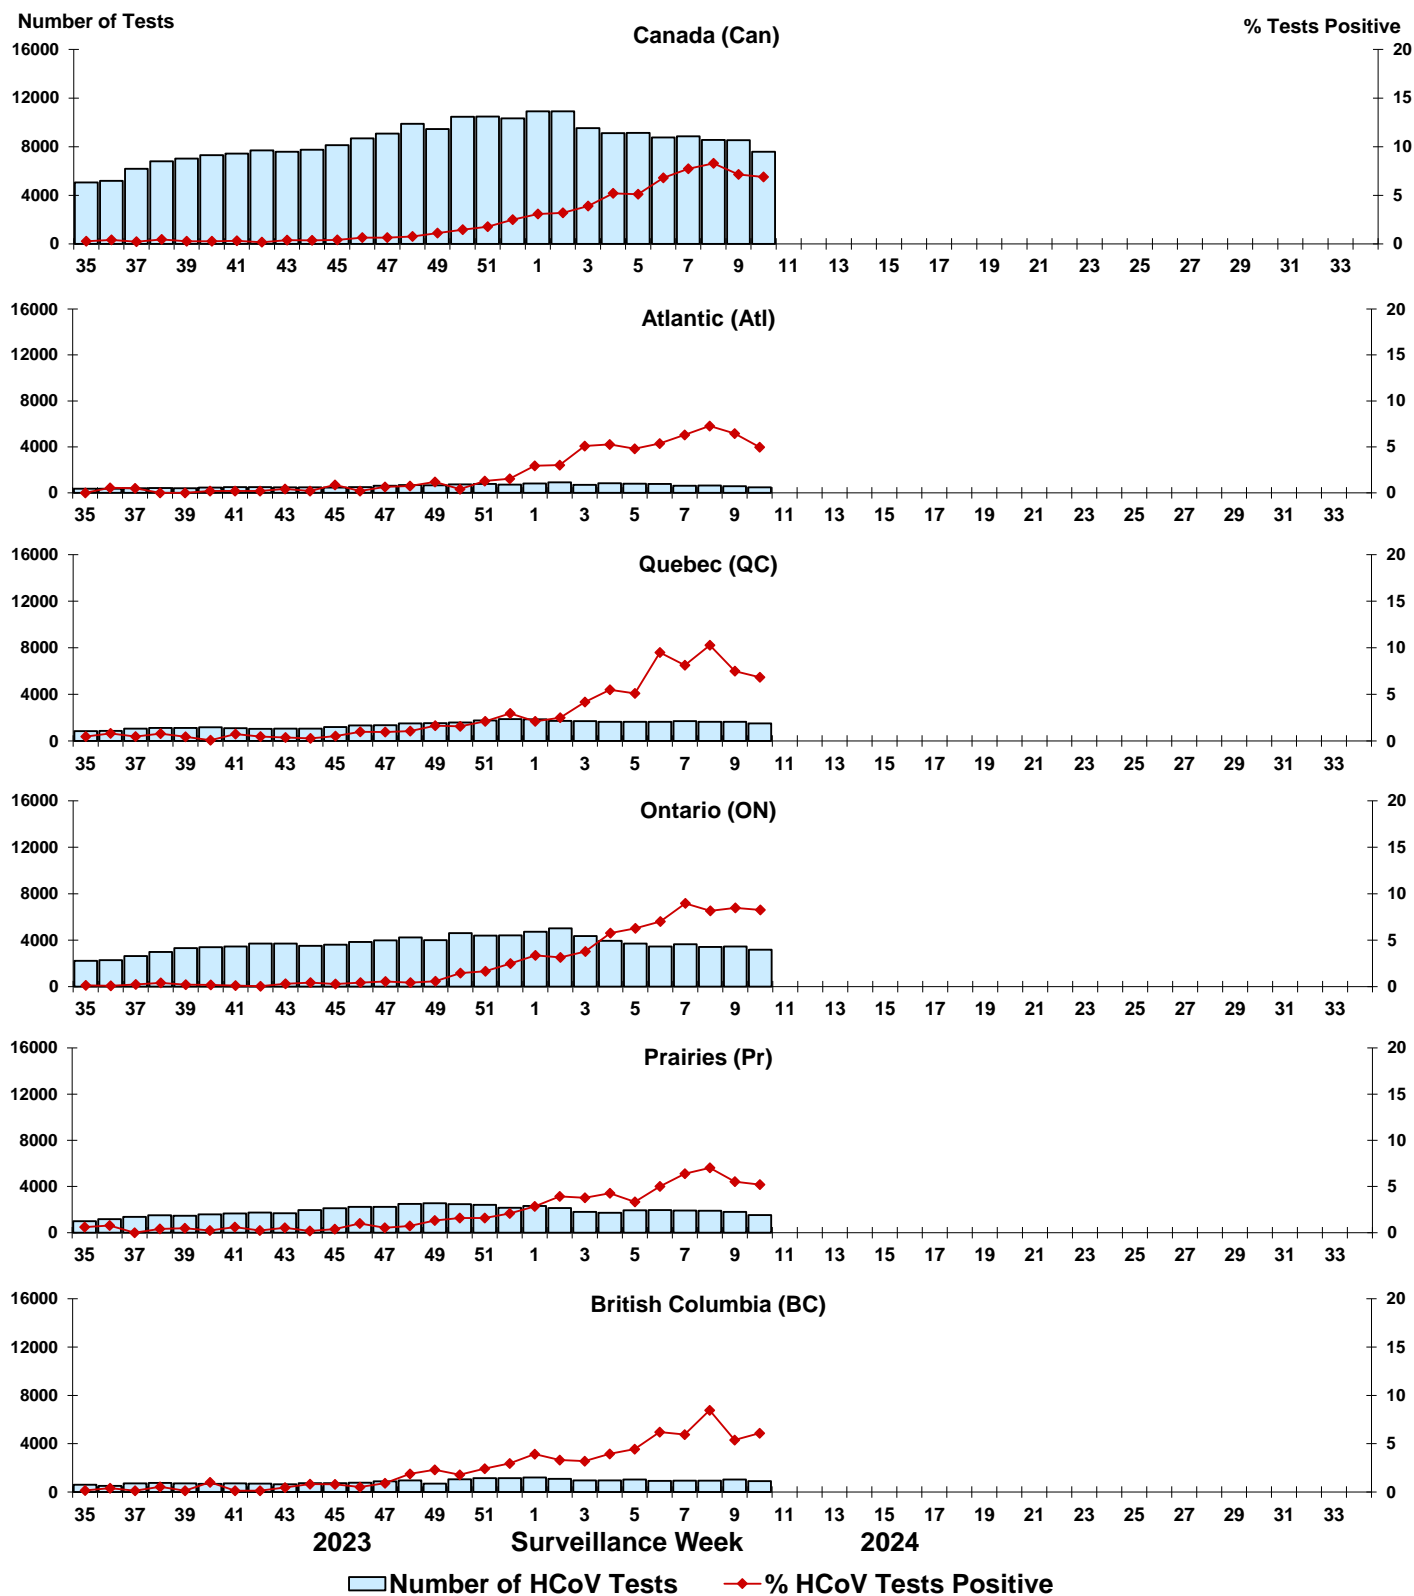 Number of Tests
Canada (Can)
% Tests Positive
16000 20
12000 15
8000 10
4000 5
0 0
35 37 39 41 43 45 47 49 51 1 3 5 7 9 11 13 15 17 19 21 23 25 27 29 31 33
Atlantic (Atl)
16000 20
12000 15
8000 10
4000 5
0 0
35 37 39 41 43 45 47 49 51 1 3 5 7 9 11 13 15 17 19 21 23 25 27 29 31 33
Quebec (QC)
16000 20
12000 15
8000 10
4000 5
0 0
35 37 39 41 43 45 47 49 51 1 3 5 7 9 11 13 15 17 19 21 23 25 27 29 31 33
Ontario (ON)
16000 20
12000 15
8000 10
4000 5
0 0
35 37 39 41 43 45 47 49 51 1 3 5 7 9 11 13 15 17 19 21 23 25 27 29 31 33
Prairies (Pr)
16000 20
12000 15
8000 10
4000 5
0 0
35 37 39 41 43 45 47 49 51 1 3 5 7 9 11 13 15 17 19 21 23 25 27 29 31 33
British Columbia (BC)
16000 20
12000 15
8000 10
4000 5
0 0
35 37 39 41 43 45 47 49 51 1 3 5 7 9 11 13 15 17 19 21 23 25 27 29 31 33
2023 Surveillance Week 2024
Number of HCoV Tests % HCoV Tests Positive